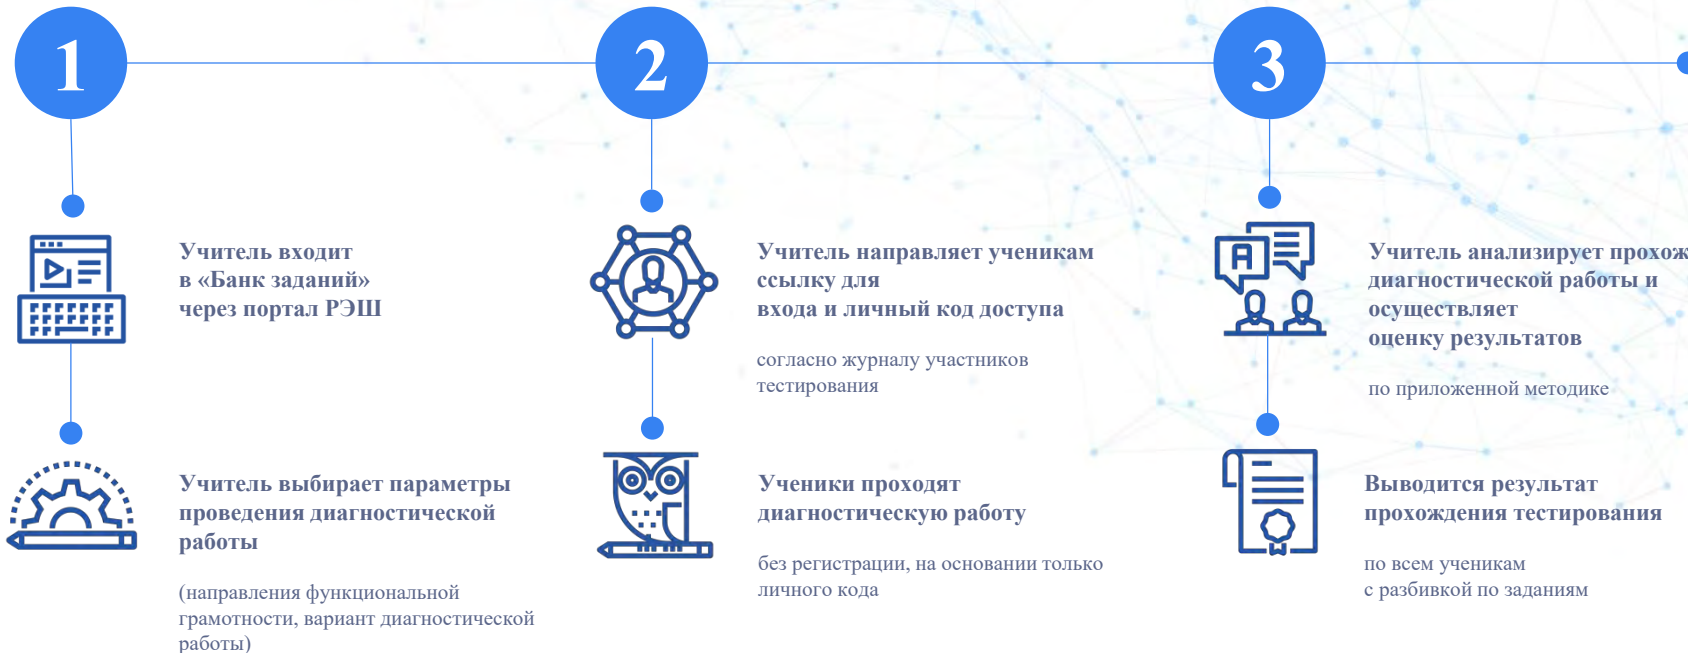 1
2
3
Учитель входит
в «Банк заданий»
через портал РЭШ
Учитель выбирает параметры
проведения диагностической
работы
(направления функциональной
грамотности, вариант диагностической
работы)
Учитель направляет ученикам
ссылку для
входа и личный код доступа
согласно журналу участников
тестирования
Ученики проходят
диагностическую работу
без регистрации, на основании только
личного кода
Учитель анализирует прохож
диагностической работы и
осуществляет
оценку результатов
по приложенной методике
Выводится результат
прохождения тестирования
по всем ученикам
с разбивкой по заданиям